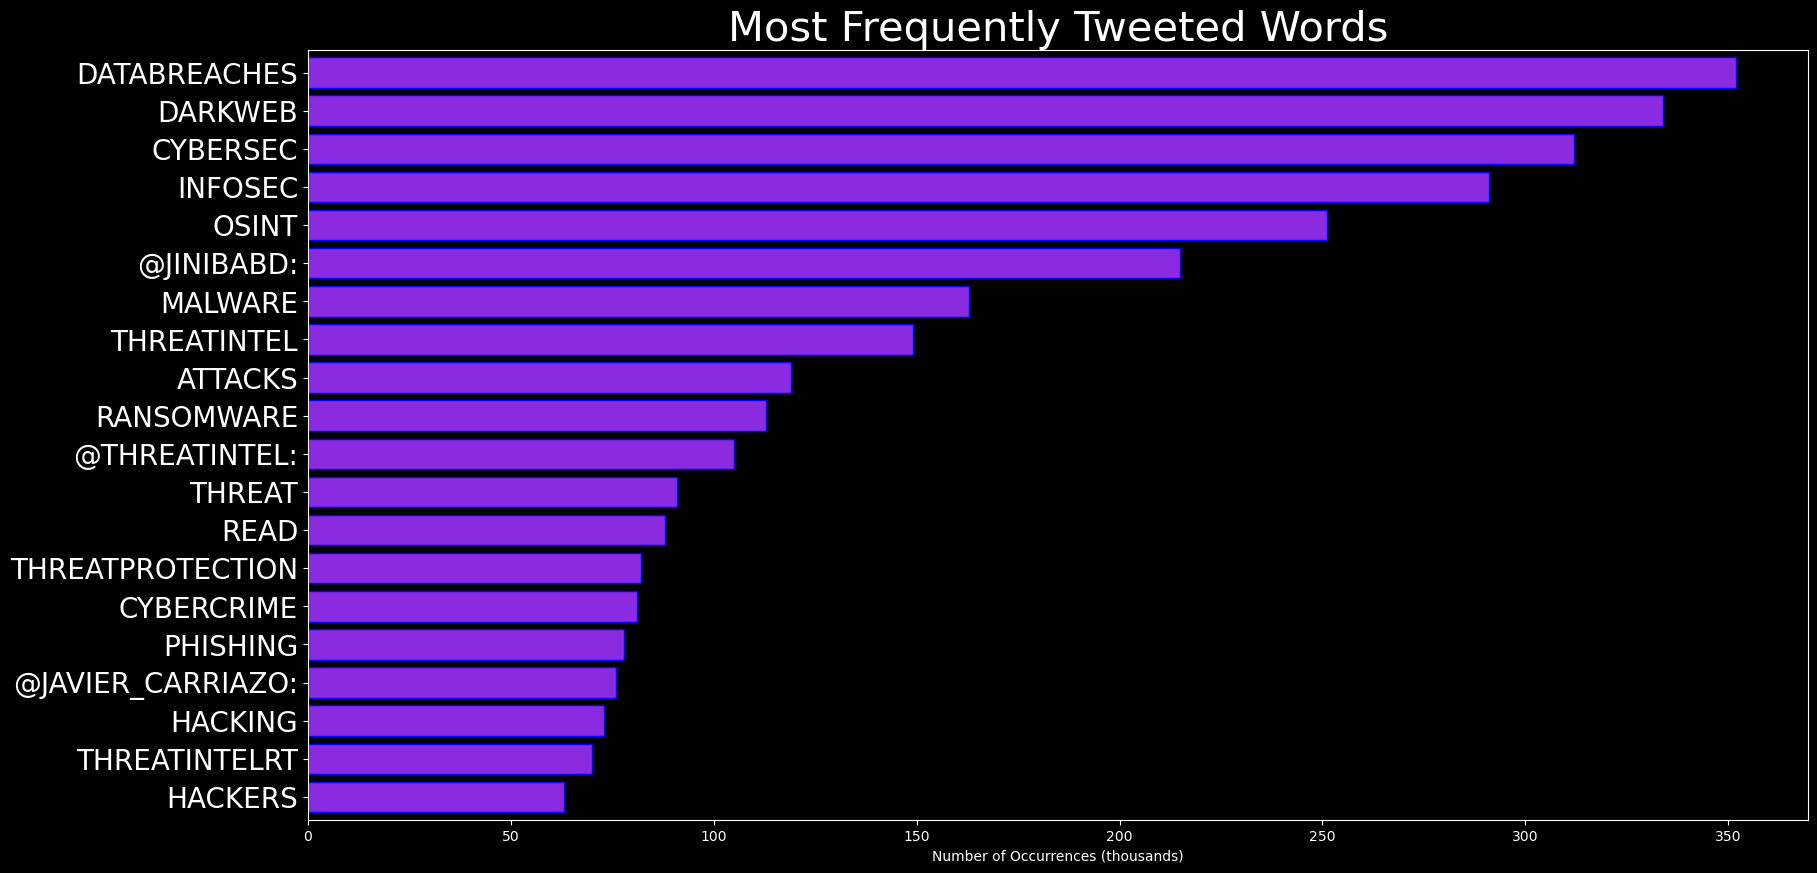 Most Frequently Tweeted Words
DATABREACHES
DARKWEB
CYBERSEC
INFOSEC
OSINT
@JINIBABD:
MALWARE
THREATINTEL
ATTACKS
RANSOMWARE
@THREATINTEL:
THREAT
READ
THREATPROTECTION
CYBERCRIME
PHISHING
@JAVIER_CARRIAZO:
HACKING
THREATINTELRT
HACKERS
0 50 100 150 200 250 300 350
Number of Occurrences (thousands)